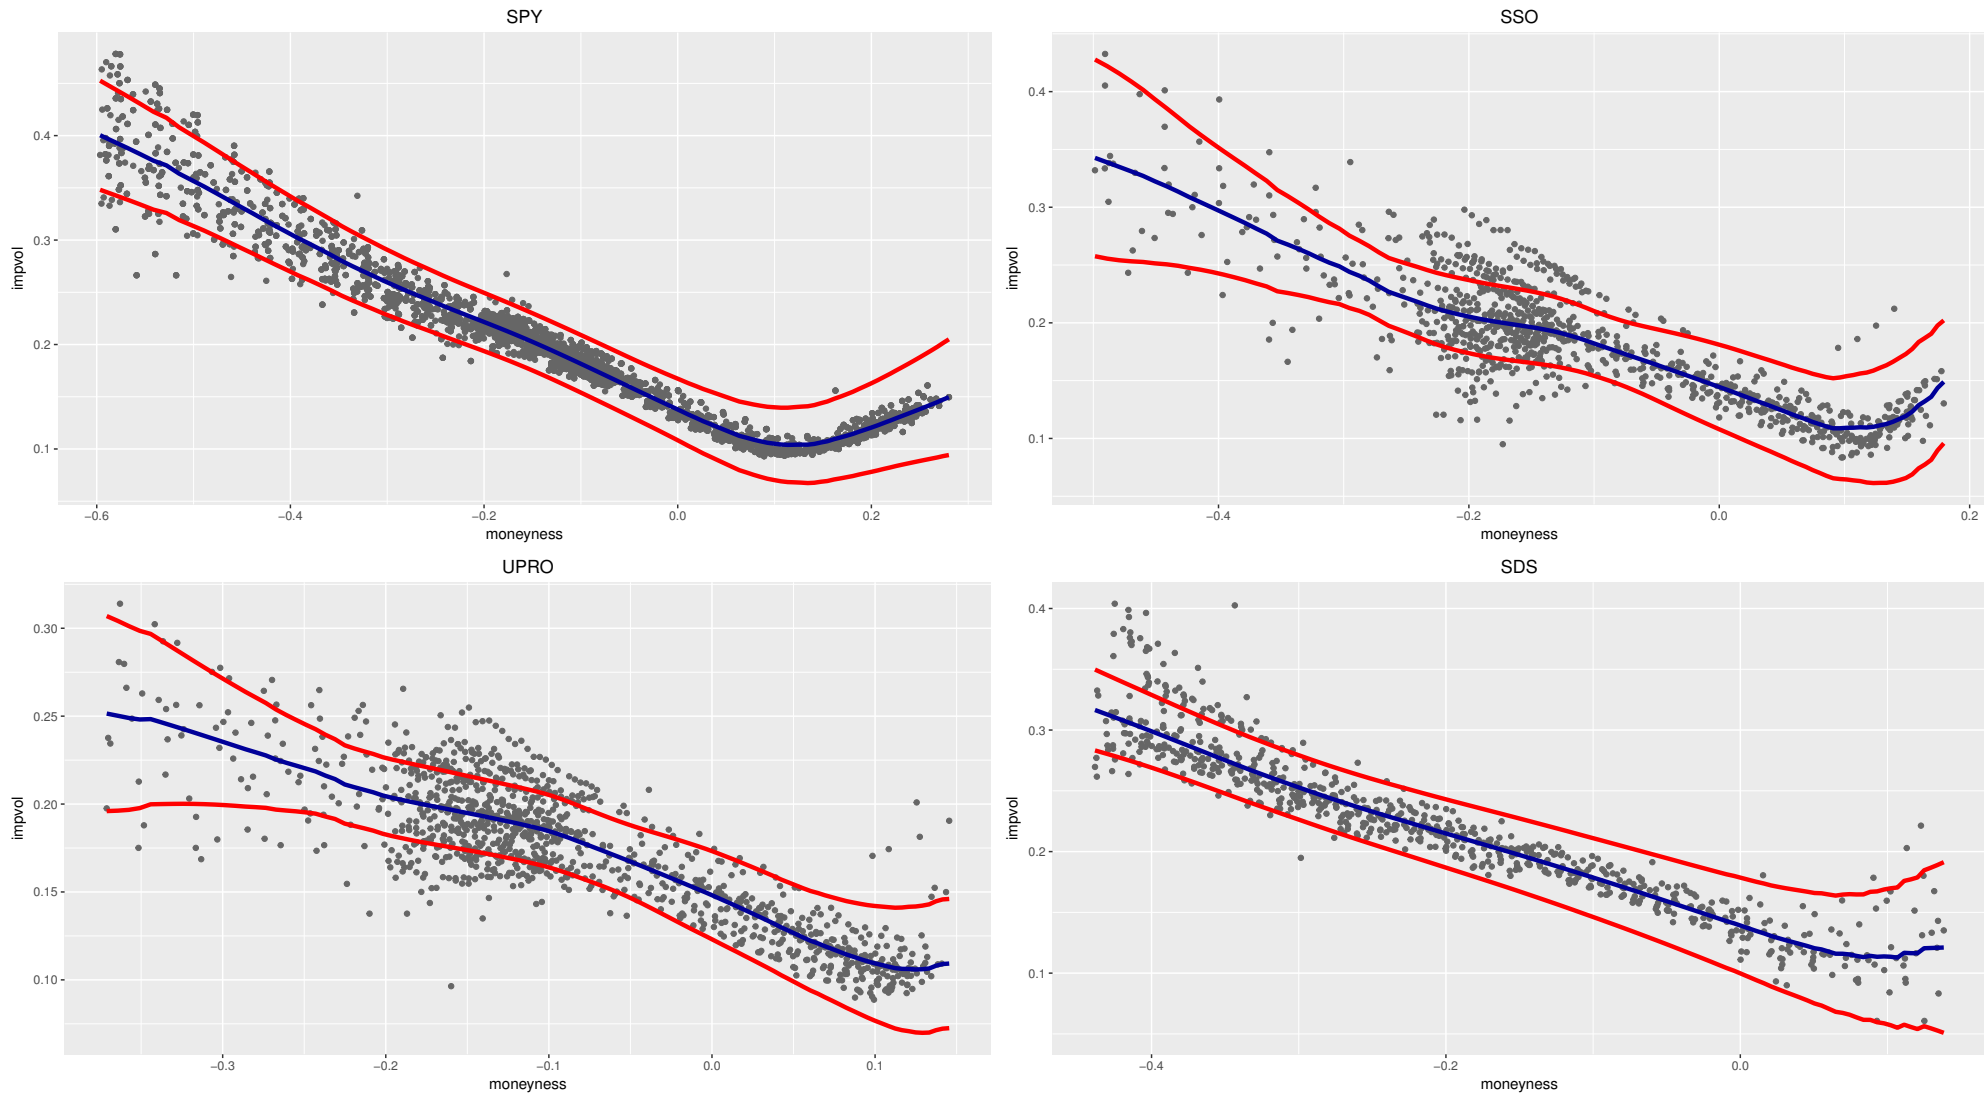 SPY
impvol
0.4
0.3
0.2
0.1
−0.6 −0.4 −0.2 0.0 0.2
moneyness
SSO
impvol
0.4
0.3
0.2
0.1
−0.4 −0.2 0.0 0.2
moneyness
UPRO
impvol
0.30
0.25
0.20
0.15
0.10
−0.3 −0.2 −0.1 0.0 0.1
moneyness
SDS
impvol
0.4
0.3
0.2
0.1
−0.4 −0.2 0.0
moneyness